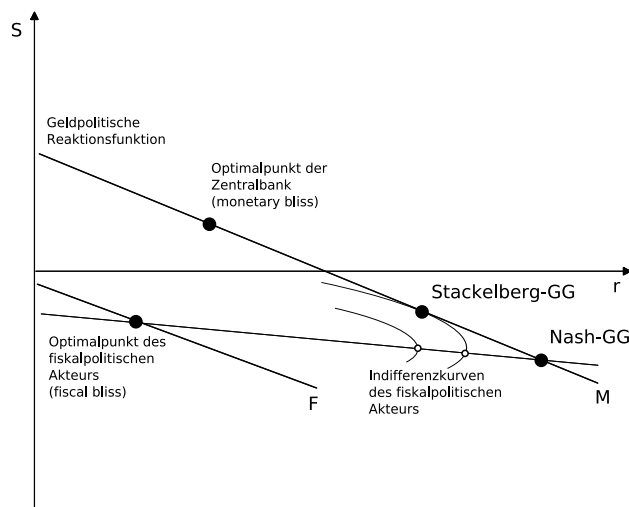 S
Geldpolitische
Reaktionsfunktion
Optimalpunkt der
Zentralbank
(monetary bliss)
r
Stackelberg-GG
Nash-GG
Optimalpunkt des
fiskalpolitischen
Akteurs
(fiscal bliss)
F
Indifferenzkurven
des fiskalpolitischen
Akteurs
M